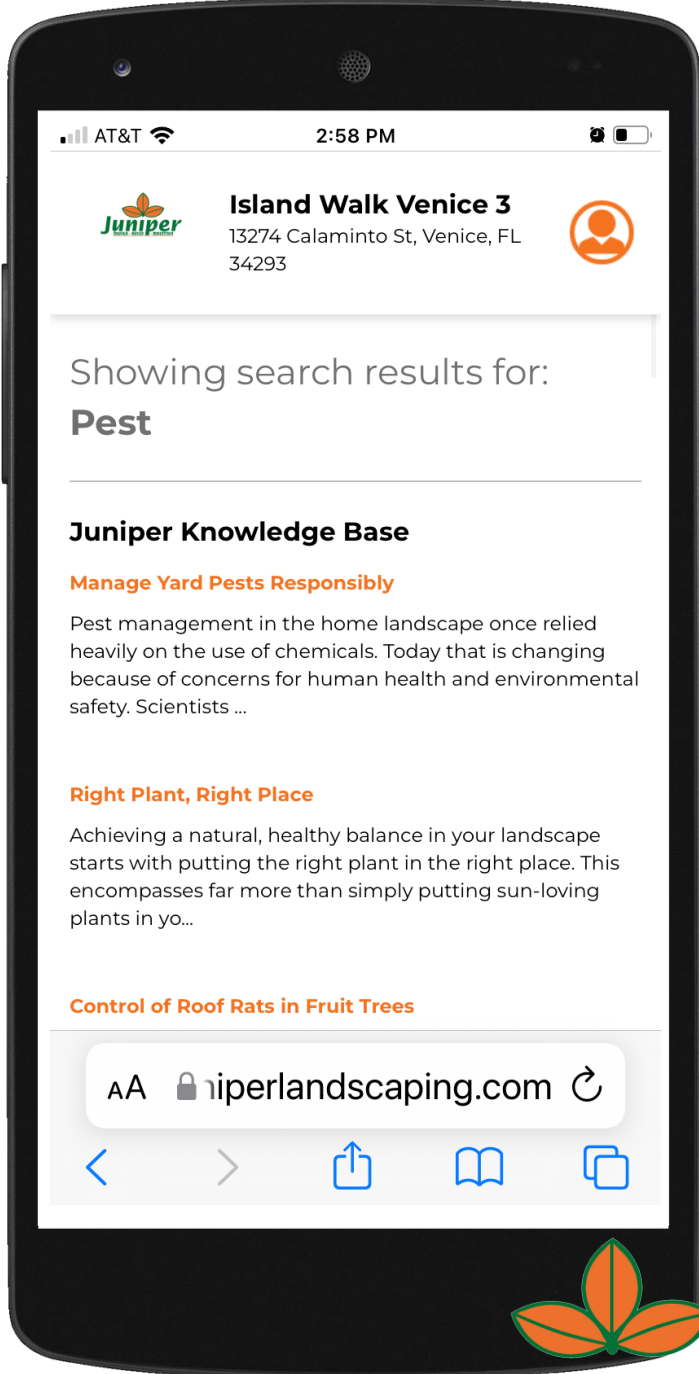 AT&T
2:58 PM
Juniper
Island Walk Venice 3
13274 Calaminto St, Venice, FL
34293
Showing search results for:
Pest
Juniper Knowledge Base
Manage Yard Pests Responsibly
Pest management in the home landscape once relied
heavily on the use of chemicals. Today that is changing
because of concerns for human health and environmental
safety. Scientists ...
Right Plant, Right Place
Achieving a natural, healthy balance in your landscape
starts with putting the right plant in the right place. This
encompasses far more than simply putting sun-loving
plants in yo...
Control of Roof Rats in Fruit Trees
AA
iperlandscaping.com